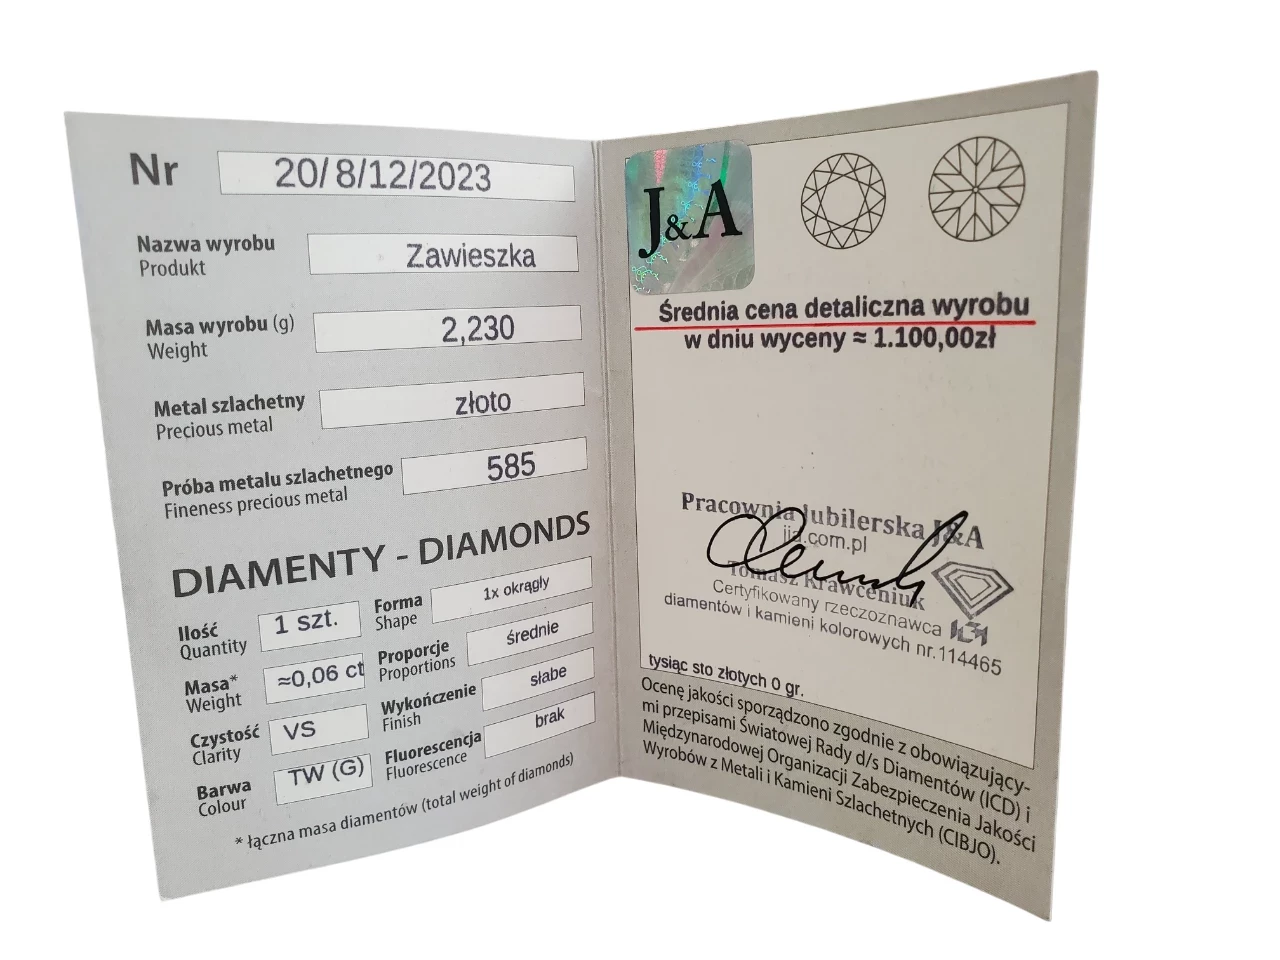 Nr 20/8/12/2023
Nazwa wyrobu
Produkt
Zawieszka
Masa wyrobu (g)
Weight
2,230
Metal szlachetny
Precious metal
złoto
Próba metalu szlachetnego
Fineness precious metal
585
DIAMENTY - DIAMONDS
Ilość
Quantity
1 szt.
Forma
Shape
1x okrągły
Masa*
Weight
≈0,06 ct
Proporcje
Proportions
średnie
Czystość
Clarity
VS
Wykończenie
Finish
słabe
Barwa
Colour
TW (G)
Fluorescencja
Fluorescence
brak
* łączna masa diamentów (total weight of diamonds)
J&A
Średnia cena detaliczna wyrobu
w dniu wyceny ≈ 1.100,00zł
Pracownia Jubilerska J&A
jja.com.pl
Tomasz Krawceniuk
Certyfikowany rzeczoznawca
diamentów i kamieni kolorowych nr.114465
tysiąc sto złotych 0 gr.
Ocenę jakości sporządzono zgodnie z obowiązujący-
mi przepisami Światowej Rady d/s Diamentów (ICD) i
Międzynarodowej Organizacji Zabezpieczenia Jakości
Wyrobów z Metali i Kamieni Szlachetnych (CIBJO).